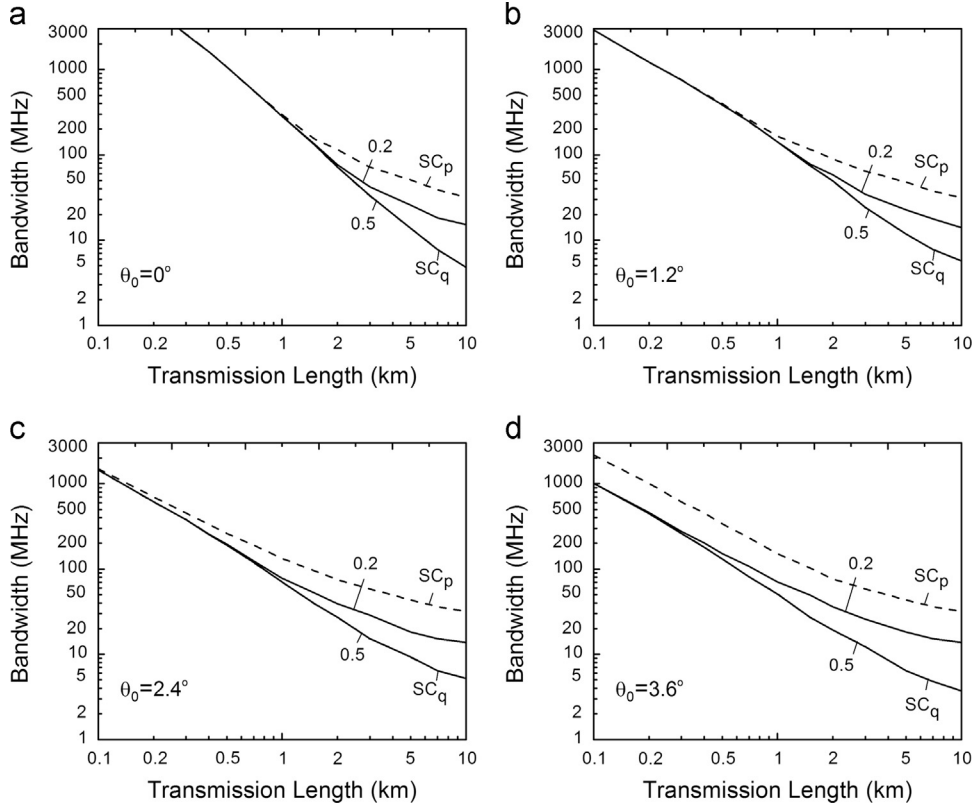 a
3000
1000
500
200
100
50
20
10
5
2
1
Bandwidth (MHz)
0.2
SCp
0.5
SCq
θ0=0°
0.1 0.2 0.5 1 2 5 10
Transmission Length (km)
b
3000
1000
500
200
100
50
20
10
5
2
1
Bandwidth (MHz)
0.2
SCp
0.5
SCq
θ0=1.2°
0.1 0.2 0.5 1 2 5 10
Transmission Length (km)
c
3000
1000
500
200
100
50
20
10
5
2
1
Bandwidth (MHz)
0.2
SCp
0.5
SCq
θ0=2.4°
0.1 0.2 0.5 1 2 5 10
Transmission Length (km)
d
3000
1000
500
200
100
50
20
10
5
2
1
Bandwidth (MHz)
0.2
SCp
0.5
SCq
θ0=3.6°
0.1 0.2 0.5 1 2 5 10
Transmission Length (km)